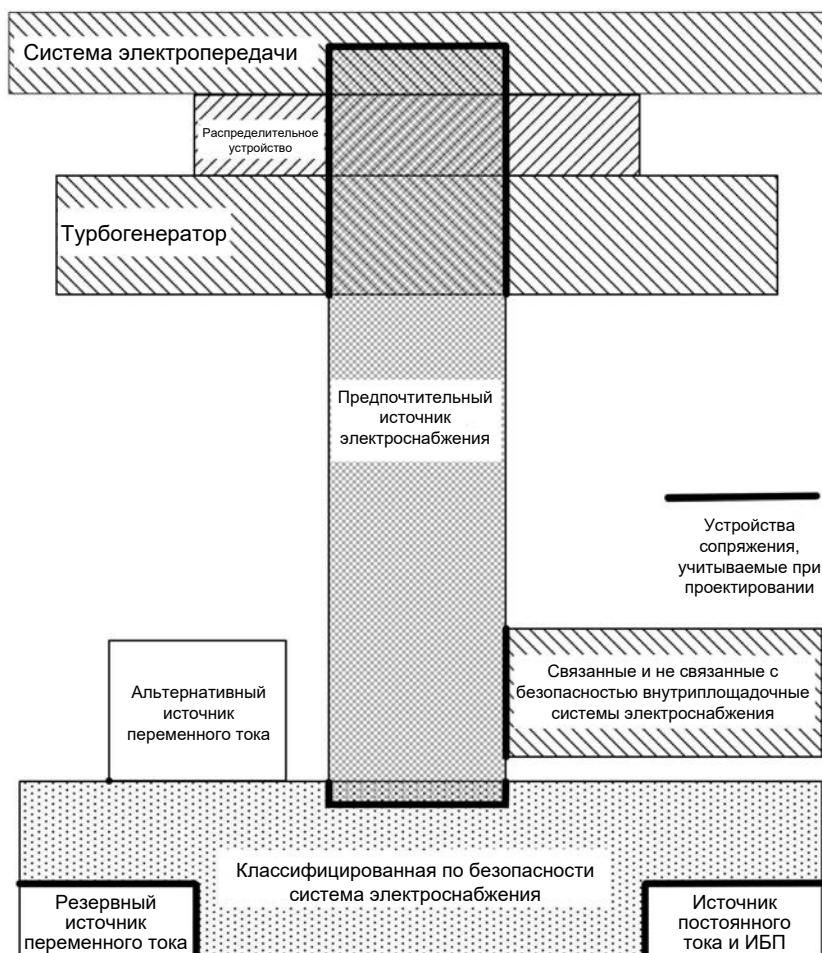 Система электропередачи
Распределительное
устройство
Турбогенератор
Предпочтительный
источник
электроснабжения
Устройства
сопряжения,
учитываемые при
проектировании
Альтернативный
источник
переменного тока
Связанные и не связанные с
безопасностью внутриплощадочные
системы электроснабжения
Классифицированная по безопасности
система электроснабжения
Резервный
источник
переменного тока
Источник
постоянного
тока и ИБП